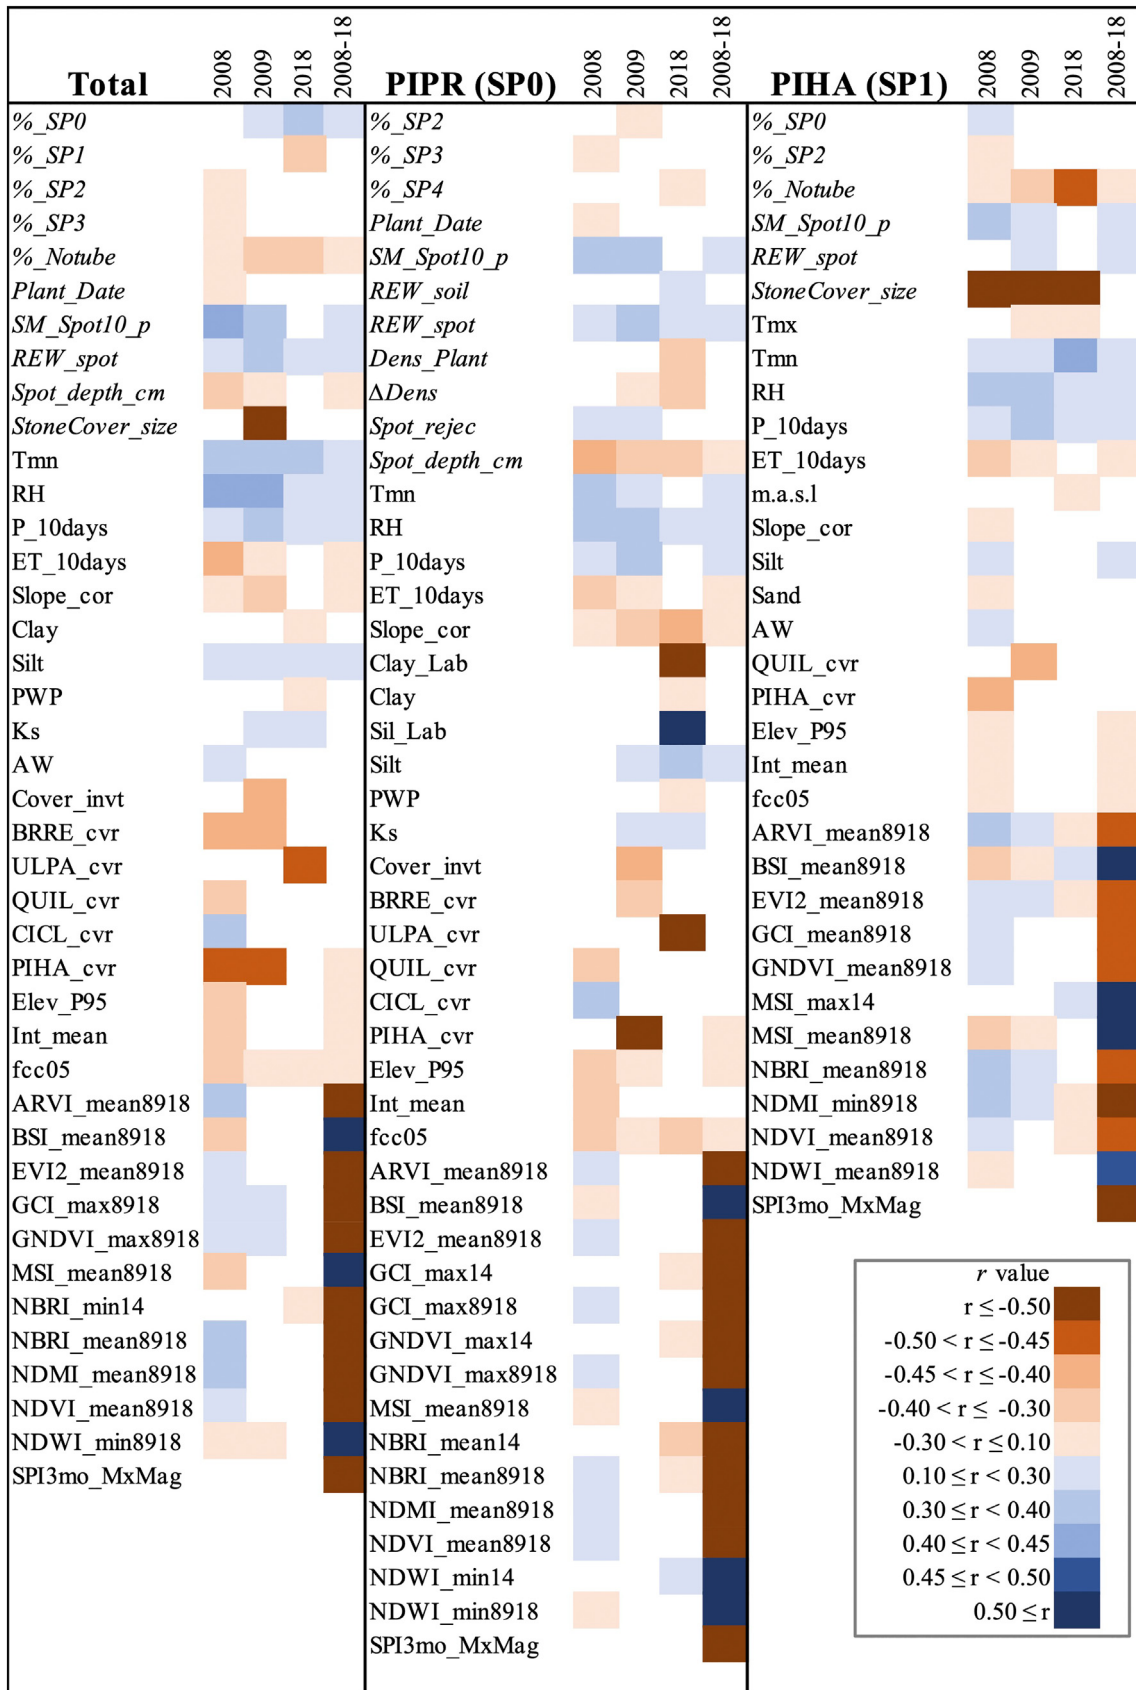 Total 2008 2009 2018 2008-18
%_SP0
%_SP1
%_SP2
%_SP3
%_Notube
Plant_Date
SM_Spot10_p
REW_spot
Spot_depth_cm
StoneCover_size
Tmn
RH
P_10days
ET_10days
Slope_cor
Clay
Silt
PWP
Ks
AW
Cover_invt
BRRE_cvr
ULPA_cvr
QUIL_cvr
CICL_cvr
PIHA_cvr
Elev_P95
Int_mean
fcc05
ARVI_mean8918
BSI_mean8918
EVI2_mean8918
GCI_max8918
GNDVI_max8918
MSI_mean8918
NBRI_min14
NBRI_mean8918
NDMI_mean8918
NDVI_mean8918
NDWI_min8918
SPI3mo_MxMag
PIPR (SP0) 2008 2009 2018 2008-18
%_SP2
%_SP3
%_SP4
Plant_Date
SM_Spot10_p
REW_soil
REW_spot
Dens_Plant
ΔDens
Spot_rejec
Spot_depth_cm
Tmn
RH
P_10days
ET_10days
Slope_cor
Clay_Lab
Clay
Sil_Lab
Silt
PWP
Ks
Cover_invt
BRRE_cvr
ULPA_cvr
QUIL_cvr
CICL_cvr
PIHA_cvr
Elev_P95
Int_mean
fcc05
ARVI_mean8918
BSI_mean8918
EVI2_mean8918
GCI_max14
GCI_max8918
GNDVI_max14
GNDVI_max8918
MSI_mean8918
NBRI_mean14
NBRI_mean8918
NDMI_mean8918
NDVI_mean8918
NDWI_min14
NDWI_min8918
SPI3mo_MxMag
PIHA (SP1) 2008 2009 2018 2008-18
%_SP0
%_SP2
%_Notube
SM_Spot10_p
REW_spot
StoneCover_size
Tmx
Tmn
RH
P_10days
ET_10days
m.a.s.l
Slope_cor
Silt
Sand
AW
QUIL_cvr
PIHA_cvr
Elev_P95
Int_mean
fcc05
ARVI_mean8918
BSI_mean8918
EVI2_mean8918
GCI_mean8918
GNDVI_mean8918
MSI_max14
MSI_mean8918
NBRI_mean8918
NDMI_min8918
NDVI_mean8918
NDWI_mean8918
SPI3mo_MxMag
r value
r ≤ -0.50
-0.50 < r ≤ -0.45
-0.45 < r ≤ -0.40
-0.40 < r ≤ -0.30
-0.30 < r ≤ 0.10
0.10 ≤ r < 0.30
0.30 ≤ r < 0.40
0.40 ≤ r < 0.45
0.45 ≤ r < 0.50
0.50 ≤ r